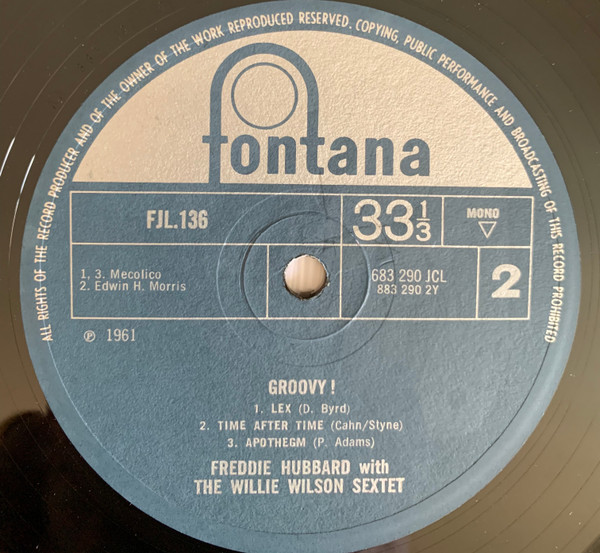 ALL RIGHTS OF THE RECORD PRODUCER AND OF THE OWNER OF THE WORK REPRODUCED RESERVED. COPYING, PUBLIC PERFORMANCE AND BROADCASTING OF THIS RECORD PROHIBITED
fontana
FJL.136
33 1/3
MONO
1, 3. Mecolico
2. Edwin H. Morris
683 290 JCL
883 290 2Y
2
℗ 1961
GROOVY!
1. LEX (D. Byrd)
2. TIME AFTER TIME (Cahn/Styne)
3. APOTHEGM (P. Adams)
FREDDIE HUBBARD with
THE WILLIE WILSON SEXTET